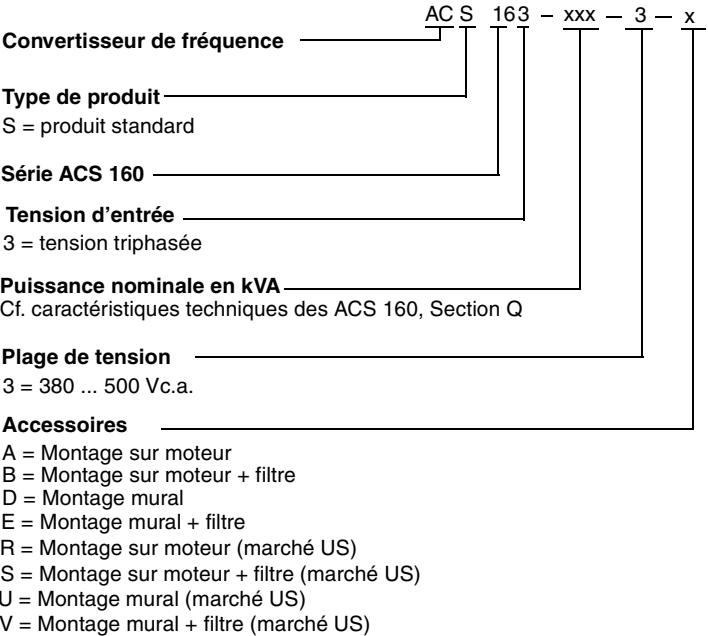 AC S 163 – xxx – 3 – x
Convertisseur de fréquence
Type de produit
S = produit standard
Série ACS 160
Tension d’entrée
3 = tension triphasée
Puissance nominale en kVA
Cf. caractéristiques techniques des ACS 160, Section Q
Plage de tension
3 = 380 ... 500 Vc.a.
Accessoires
A = Montage sur moteur
B = Montage sur moteur + filtre
D = Montage mural
E = Montage mural + filtre
R = Montage sur moteur (marché US)
S = Montage sur moteur + filtre (marché US)
U = Montage mural (marché US)
V = Montage mural + filtre (marché US)